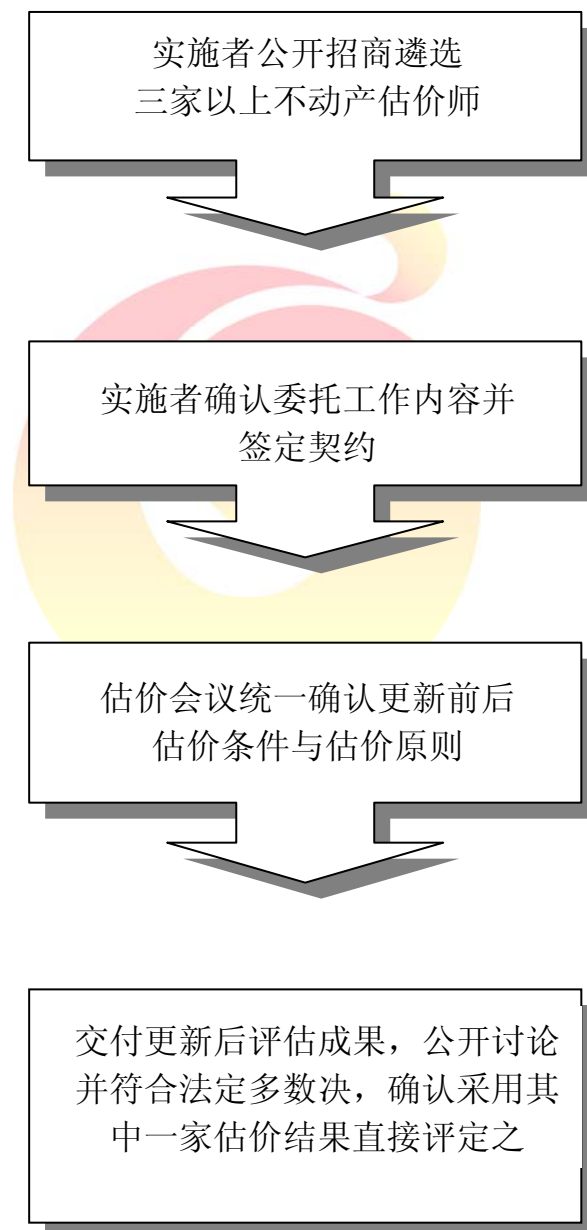 实施者公开招商遴选
三家以上不动产估价师
实施者确认委托工作内容并
签定契约
估价会议统一确认更新前后
估价条件与估价原则
交付更新后评估成果，公开讨论
并符合法定多数决，确认采用其
中一家估价结果直接评定之